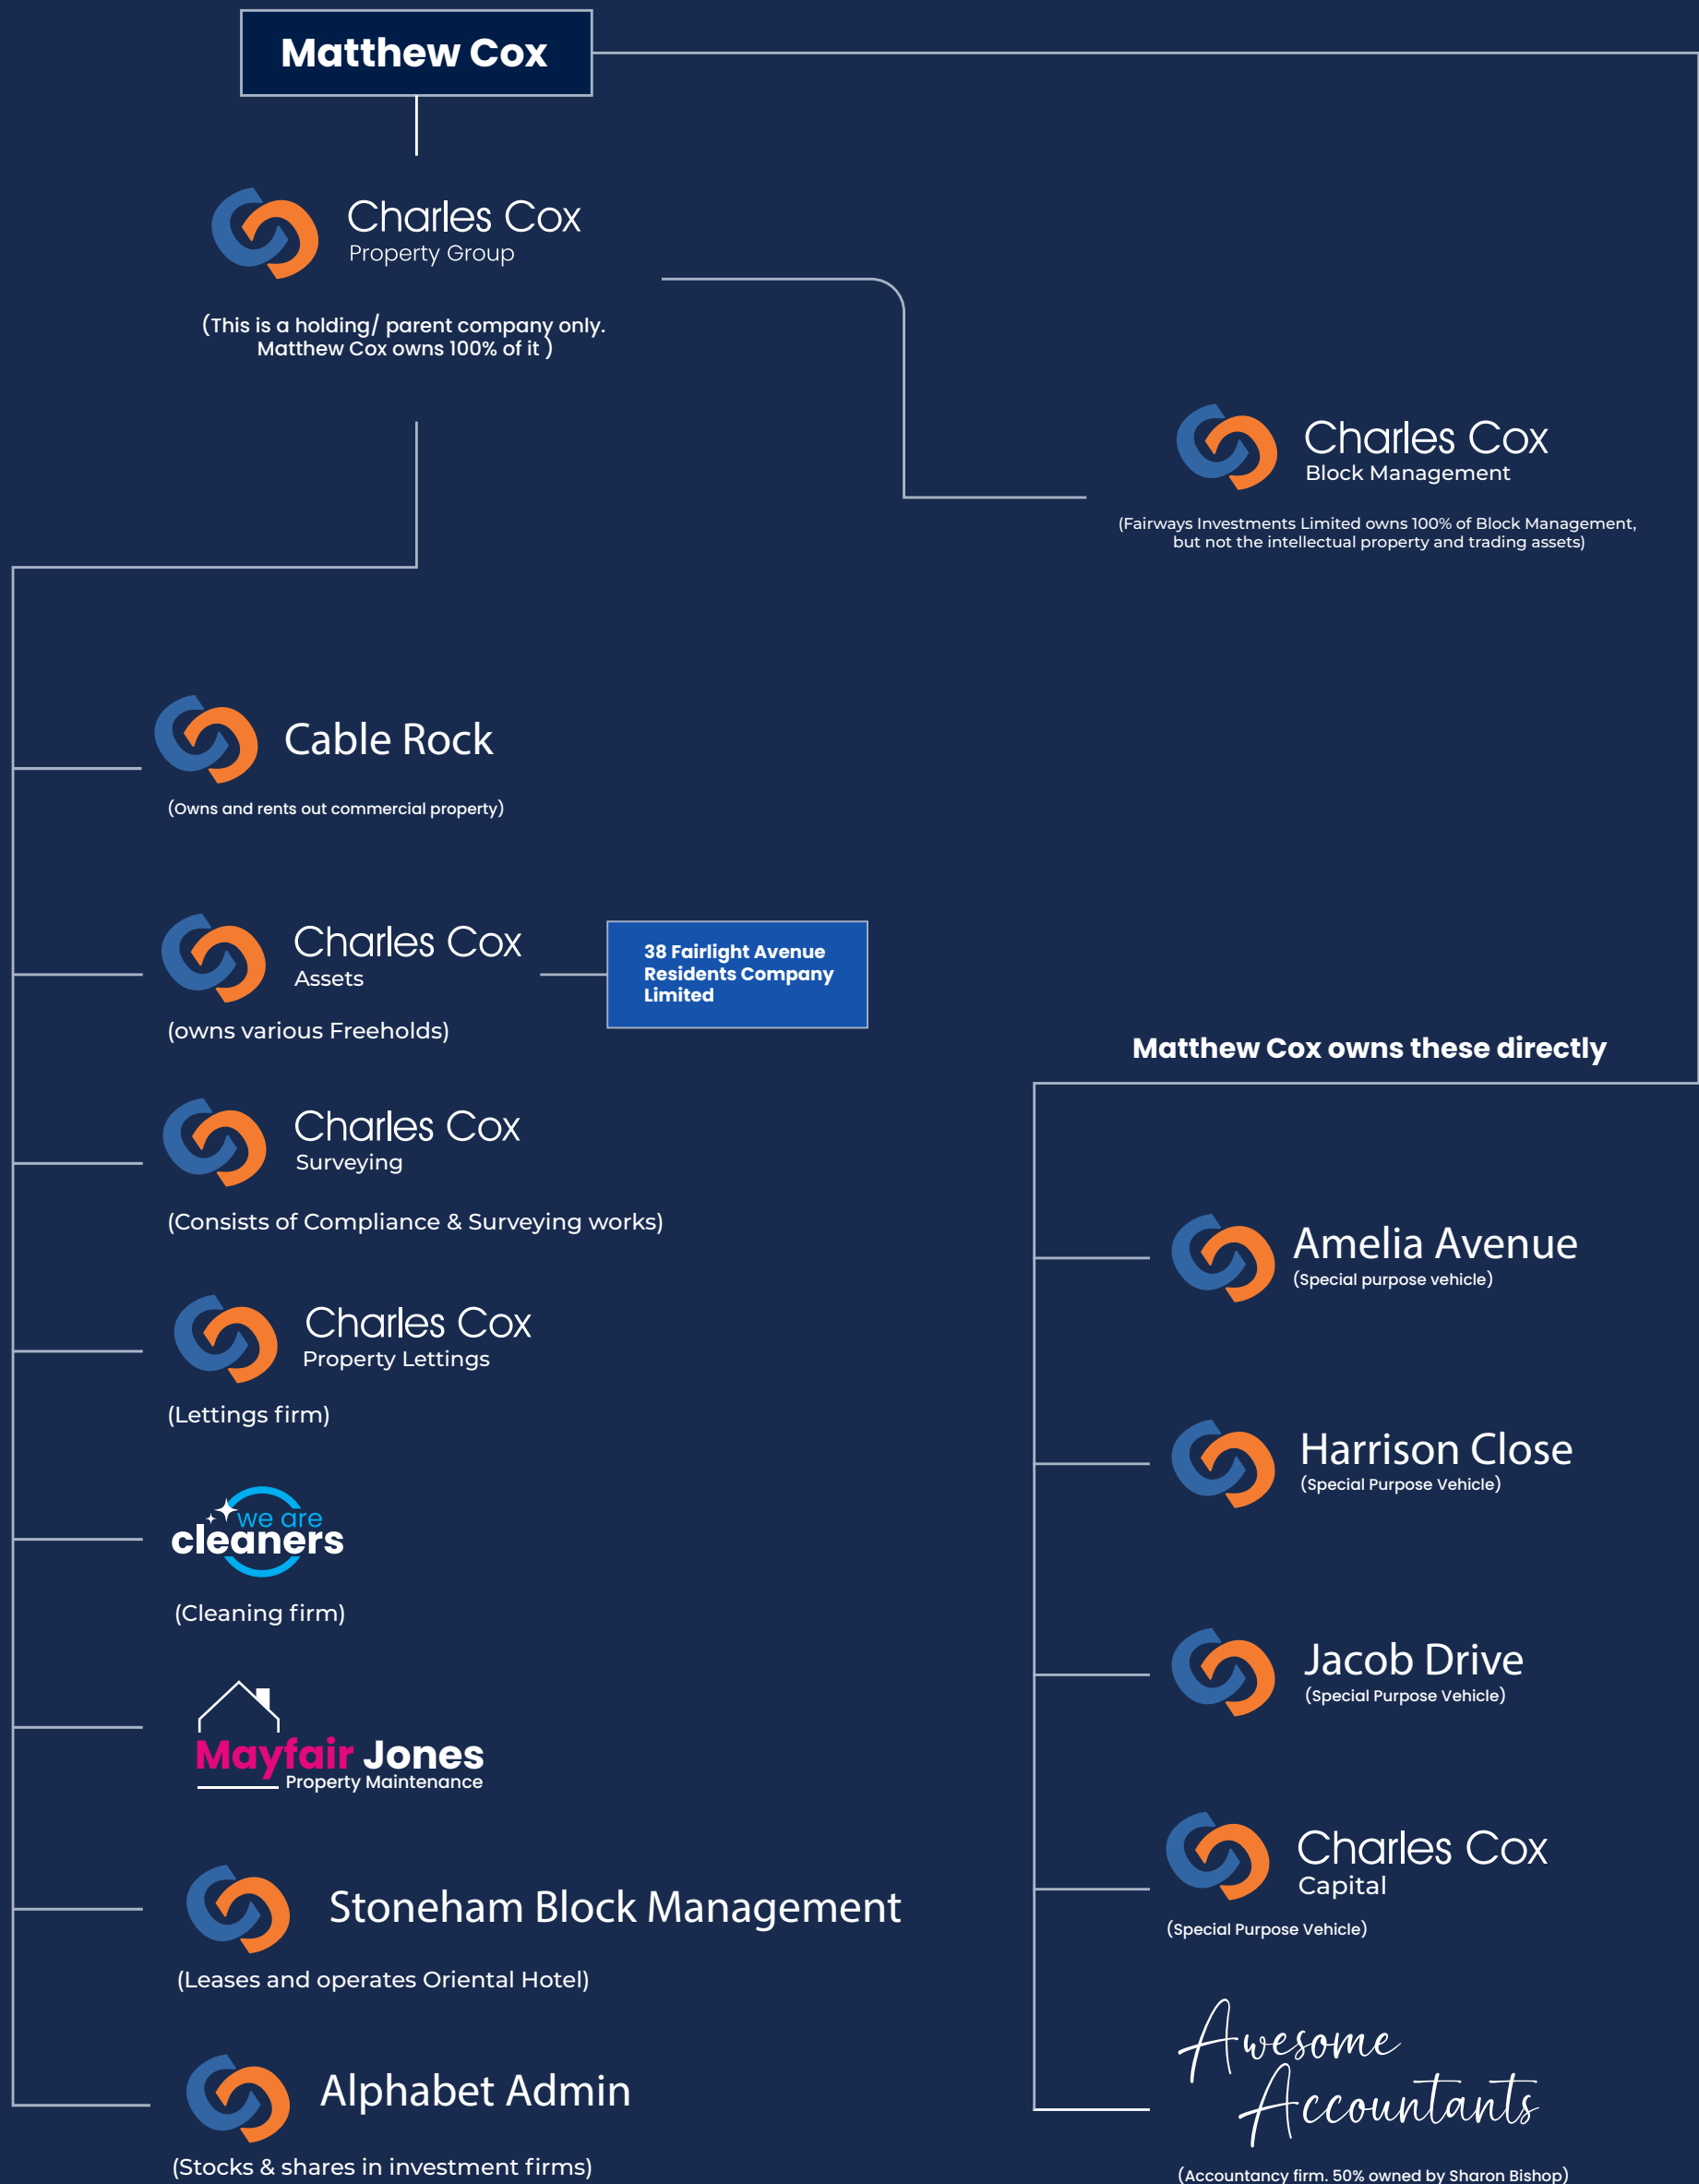 Matthew Cox
Charles Cox
Property Group
(This is a holding/ parent company only.
Matthew Cox owns 100% of it )
Charles Cox
Block Management
(Fairways Investments Limited owns 100% of Block Management,
but not the intellectual property and trading assets)
Cable Rock
(Owns and rents out commercial property)
Charles Cox
Assets
(owns various Freeholds)
38 Fairlight Avenue
Residents Company
Limited
Charles Cox
Surveying
(Consists of Compliance & Surveying works)
Charles Cox
Property Lettings
(Lettings firm)
we are
cleaners
(Cleaning firm)
Mayfair Jones
Property Maintenance
Stoneham Block Management
(Leases and operates Oriental Hotel)
Alphabet Admin
(Stocks & shares in investment firms)
Matthew Cox owns these directly
Amelia Avenue
(Special purpose vehicle)
Harrison Close
(Special Purpose Vehicle)
Jacob Drive
(Special Purpose Vehicle)
Charles Cox
Capital
(Special Purpose Vehicle)
Awesome
Accountants
(Accountancy firm. 50% owned by Sharon Bishop)